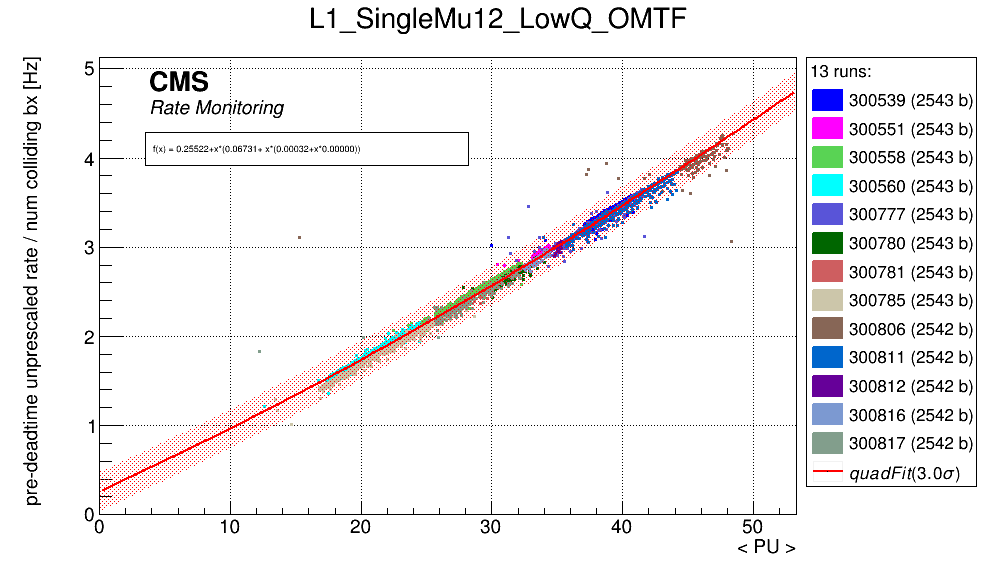 L1_SingleMu12_LowQ_OMTF
pre-deadtime unprescaled rate / num colliding bx [Hz]
5
4
3
2
1
0
CMS
Rate Monitoring
f(x) = 0.25522+x*(0.06731+ x*(0.00032+x*0.00000))
0
10
20
30
40
50
< PU >
13 runs:
300539 (2543 b)
300551 (2543 b)
300558 (2543 b)
300560 (2543 b)
300777 (2543 b)
300780 (2543 b)
300781 (2543 b)
300785 (2543 b)
300806 (2542 b)
300811 (2542 b)
300812 (2542 b)
300816 (2542 b)
300817 (2542 b)
quadFit(3.0σ)